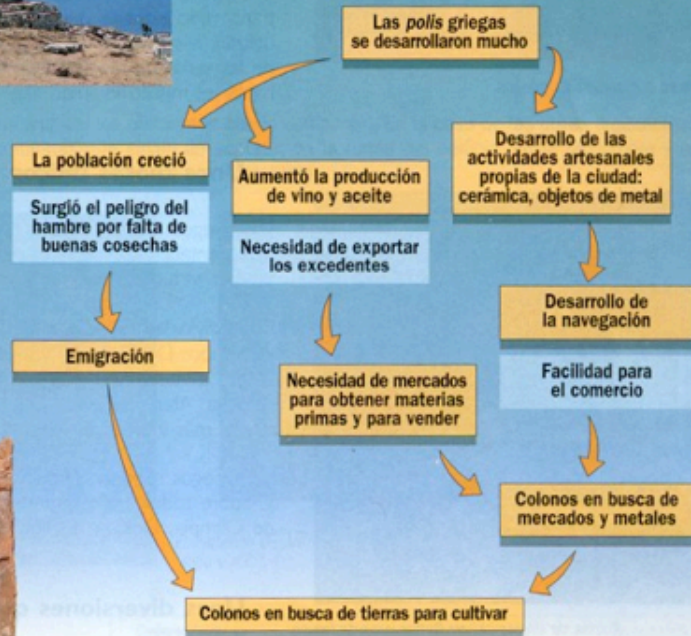 Las polis griegas
se desarrollaron mucho
La población creció
Surgió el peligro del
hambre por falta de
buenas cosechas
Emigración
Aumentó la producción
de vino y aceite
Necesidad de exportar
los excedentes
Necesidad de mercados
para obtener materias
primas y para vender
Desarrollo de las
actividades artesanales
propias de la ciudad:
cerámica, objetos de metal
Desarrollo de
la navegación
Facilidad para
el comercio
Colonos en busca de
mercados y metales
Colonos en busca de tierras para cultivar